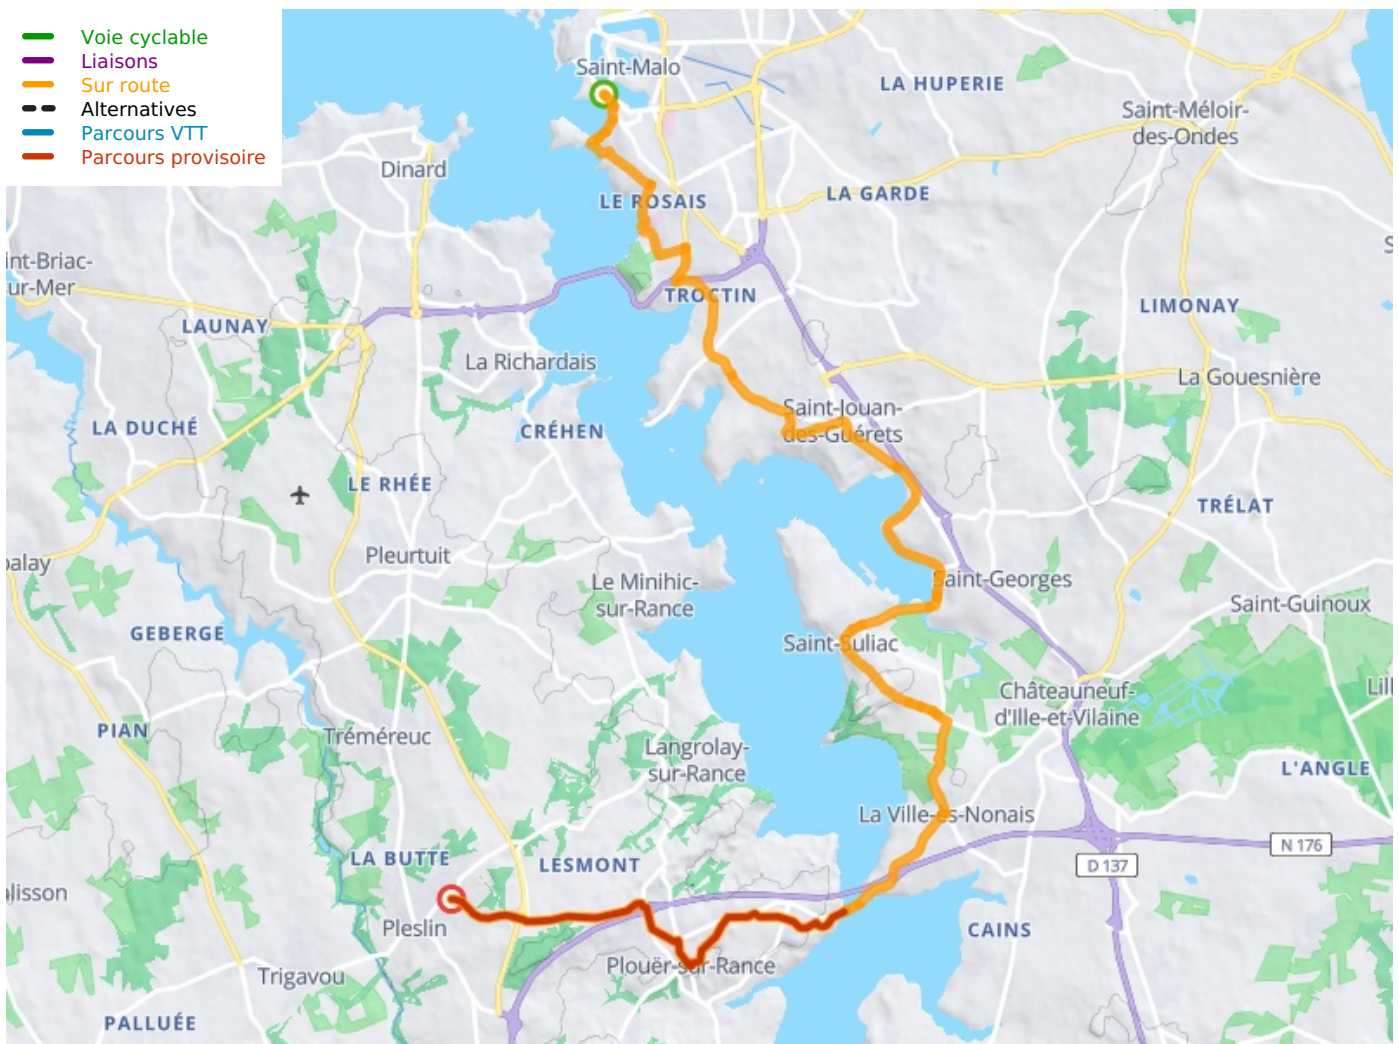 Voie cyclable
Liaisons
Sur route
Alternatives
Parcours VTT
Parcours provisoire
Saint-Malo
LA HUPERIE
Saint-Méloir-
des-Ondes
Dinard
LE ROSAIS
LA GARDE
int-Briac-
ur-Mer
TROCTIN
LIMONAY
LAUNAY
La Richardais
La Gouesnière
Saint-Jouan-
des-Guérets
LA DUCHÉ
CRÉHEN
LE RHÉE
TRÉLAT
Pleurtuit
alay
Le Minihic-
sur-Rance
Saint-Georges
Saint-Guinoux
GEBERGE
Saint-Suliac
Châteauneuf-
d'Ille-et-Vilaine
Lil
PIAN
Tréméreuc
Langrolay-
sur-Rance
L'ANGLE
La Ville-ès-Nonais
N 176
LA BUTTE
LESMONT
D 137
lisson
Pleslin
CAINS
Plouër-sur-Rance
Trigavou
PALLUÉE